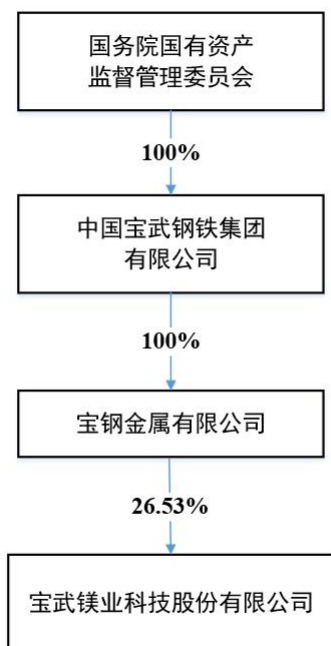 国务院国有资产
监督管理委员会
100%
中国宝武钢铁集团
有限公司
100%
宝钢金属有限公司
26.53%
宝武镁业科技股份有限公司